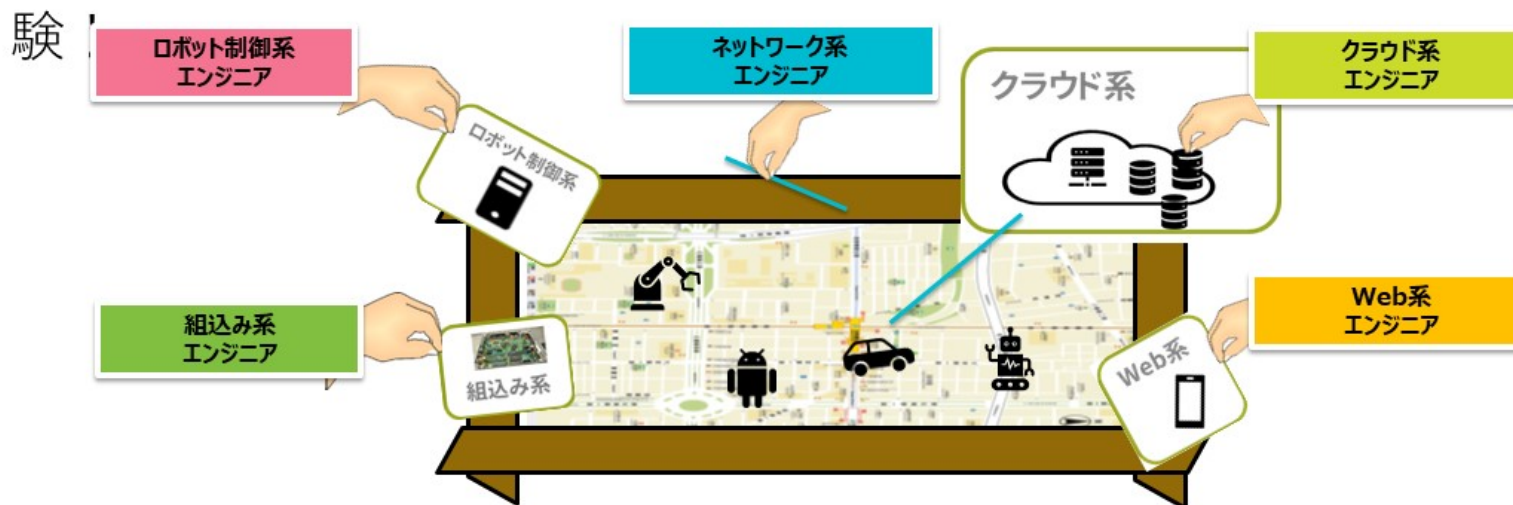 験！
ロボット制御系
エンジニア
ネットワーク系
エンジニア
クラウド系
エンジニア
クラウド系
ロボット制御系
組込み系
エンジニア
組込み系
Web系
エンジニア
Web系